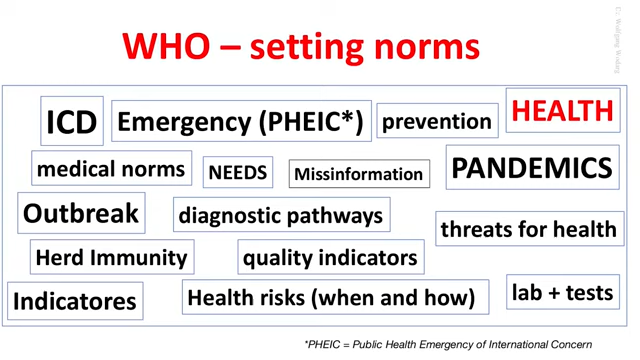 Cc: Wolfgang Wodarg
WHO – setting norms
ICD
Emergency (PHEIC*)
prevention
HEALTH
medical norms
NEEDS
Missinformation
PANDEMICS
Outbreak
diagnostic pathways
threats for health
Herd Immunity
quality indicators
Indicatores
Health risks (when and how)
lab + tests
*PHEIC = Public Health Emergency of International Concern